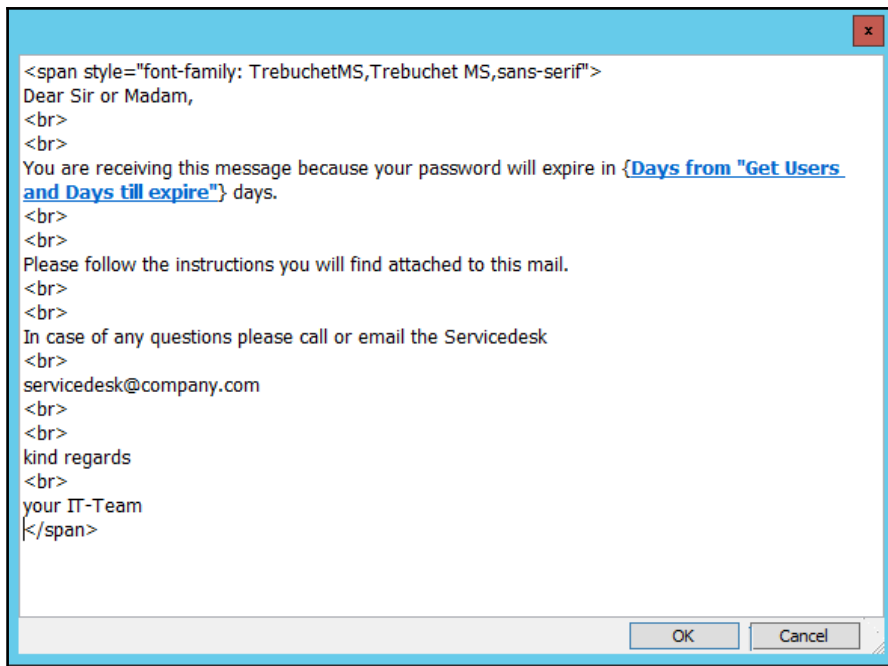 x
<span style="font-family: TrebuchetMS,Trebuchet MS,sans-serif">
Dear Sir or Madam,
<br>
<br>
You are receiving this message because your password will expire in {Days from "Get Users
and Days till expire"} days.
<br>
<br>
Please follow the instructions you will find attached to this mail.
<br>
<br>
In case of any questions please call or email the Servicedesk
<br>
servicedesk@company.com
<br>
<br>
kind regards
<br>
your IT-Team
</span>
OK Cancel